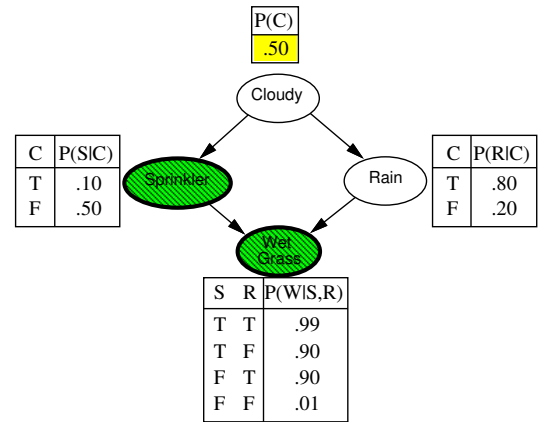 P(C)
.50
Cloudy
C P(S|C)
T .10
F .50
Sprinkler
Rain
C P(R|C)
T .80
F .20
Wet
Grass
S R P(W|S,R)
T T .99
T F .90
F T .90
F F .01